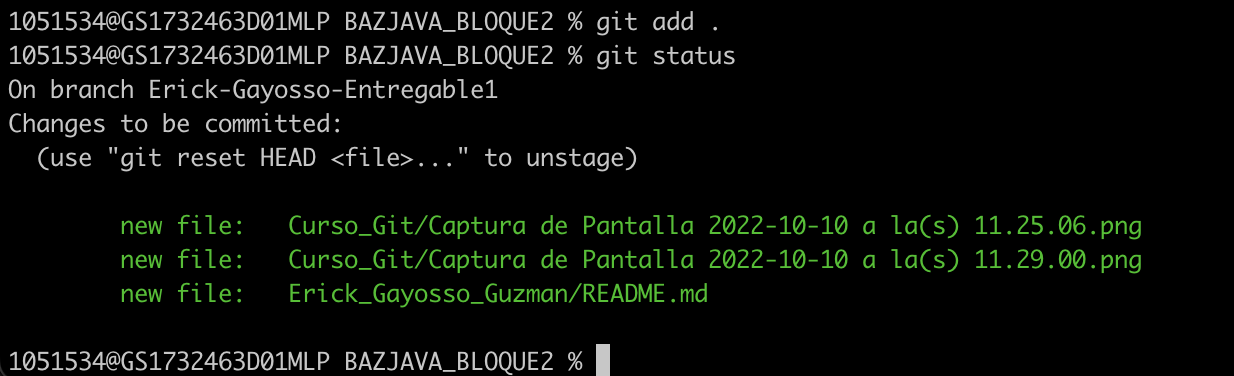 1051534@GS1732463D01MLP BAZJAVA_BLOQUE2 % git add .
1051534@GS1732463D01MLP BAZJAVA_BLOQUE2 % git status
On branch Erick-Gayosso-Entregable1
Changes to be committed:
  (use "git reset HEAD <file>..." to unstage)

        new file:   Curso_Git/Captura de Pantalla 2022-10-10 a la(s) 11.25.06.png
        new file:   Curso_Git/Captura de Pantalla 2022-10-10 a la(s) 11.29.00.png
        new file:   Erick_Gayosso_Guzman/README.md

1051534@GS1732463D01MLP BAZJAVA_BLOQUE2 %